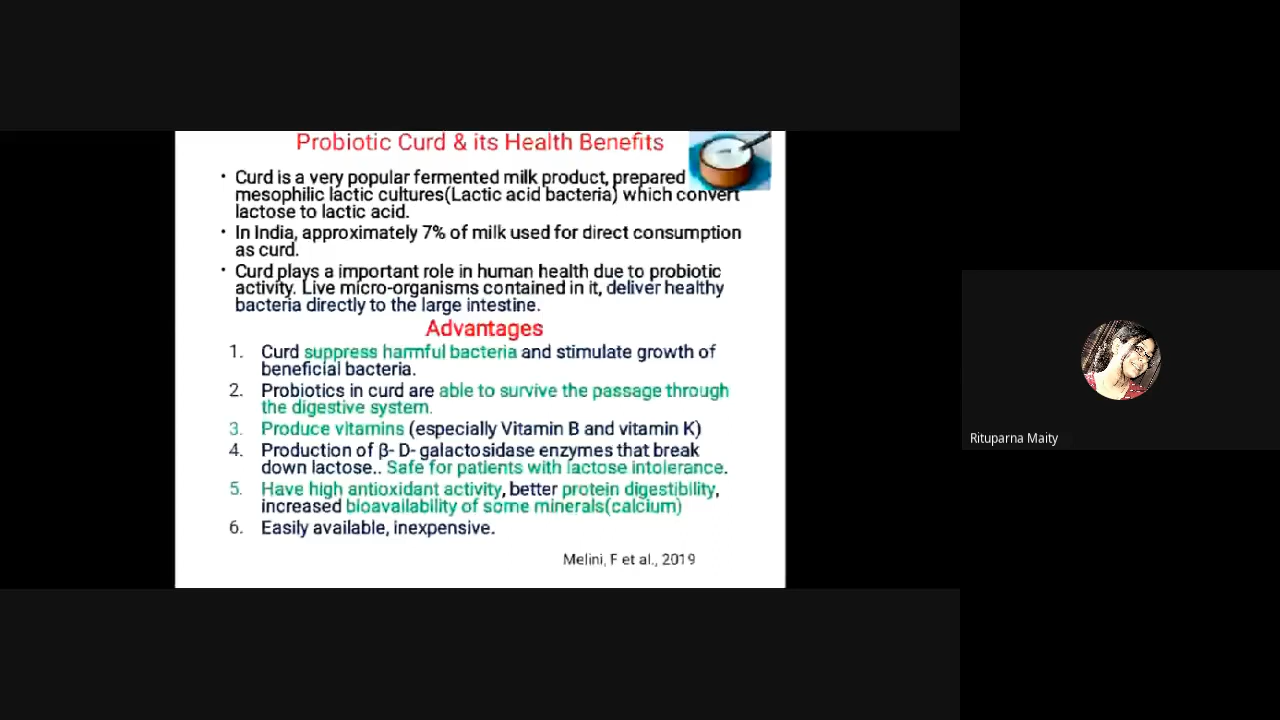 Probiotic Curd & its Health Benefits
• Curd is a very popular fermented milk product, prepared
mesophilic lactic cultures(Lactic acid bacteria) which convert
lactose to lactic acid.
• In India, approximately 7% of milk used for direct consumption
as curd.
• Curd plays a important role in human health due to probiotic
activity. Live micro-organisms contained in it, deliver healthy
bacteria directly to the large intestine.
Advantages
1. Curd suppress harmful bacteria and stimulate growth of
beneficial bacteria.
2. Probiotics in curd are able to survive the passage through
the digestive system.
3. Produce vitamins (especially Vitamin B and vitamin K)
4. Production of β- D- galactosidase enzymes that break
down lactose.. Safe for patients with lactose intolerance.
5. Have high antioxidant activity, better protein digestibility,
increased bioavailability of some minerals(calcium)
6. Easily available, inexpensive.
Melini, F et al., 2019
Rituparna Maity